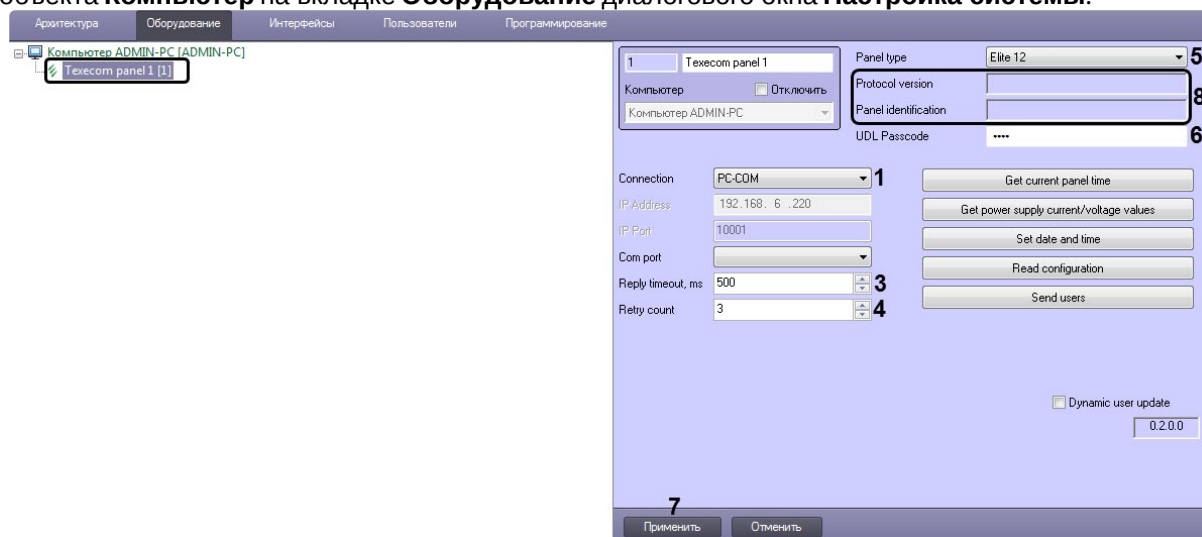 объекта Компьютер на вкладке Оборудование диалогового окна Настройка системы.
Архитектура Оборудование Интерфейсы Пользователи Программирование
Компьютер ADMIN-PC [ADMIN-PC]
Texecom panel 1 [1]
1 Texecom panel 1
Компьютер Отключить
Компьютер ADMIN-PC
Panel type Elite 12 5
Protocol version
8
Panel identification
UDL Passcode •••• 6
Connection PC-COM 1
IP Address 192.168. 6 .220
IP Port 10001
Com port
Reply timeout, ms 500 3
Retry count 3 4
Get current panel time
Get power supply current/voltage values
Set date and time
Read configuration
Send users
Dynamic user update
0.2.0.0
7
Применить Отменить